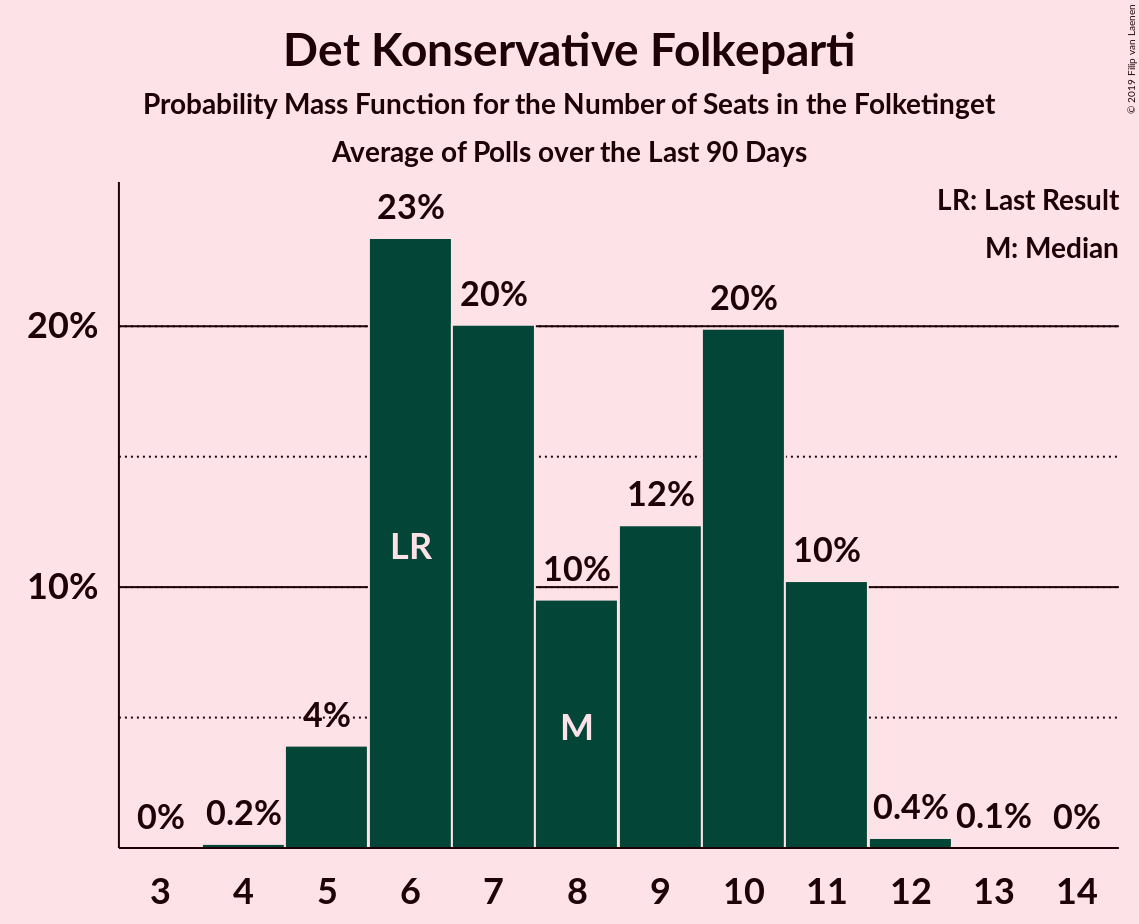 Det Konservative Folkeparti
Probability Mass Function for the Number of Seats in the Folketinget
Average of Polls over the Last 90 Days
© 2019 Filip van Laenen
LR: Last Result
M: Median
20%
10%
0%
0.2%
4%
23%
20%
10%
12%
20%
10%
0.4%
0.1%
0%
LR
M
3 4 5 6 7 8 9 10 11 12 13 14